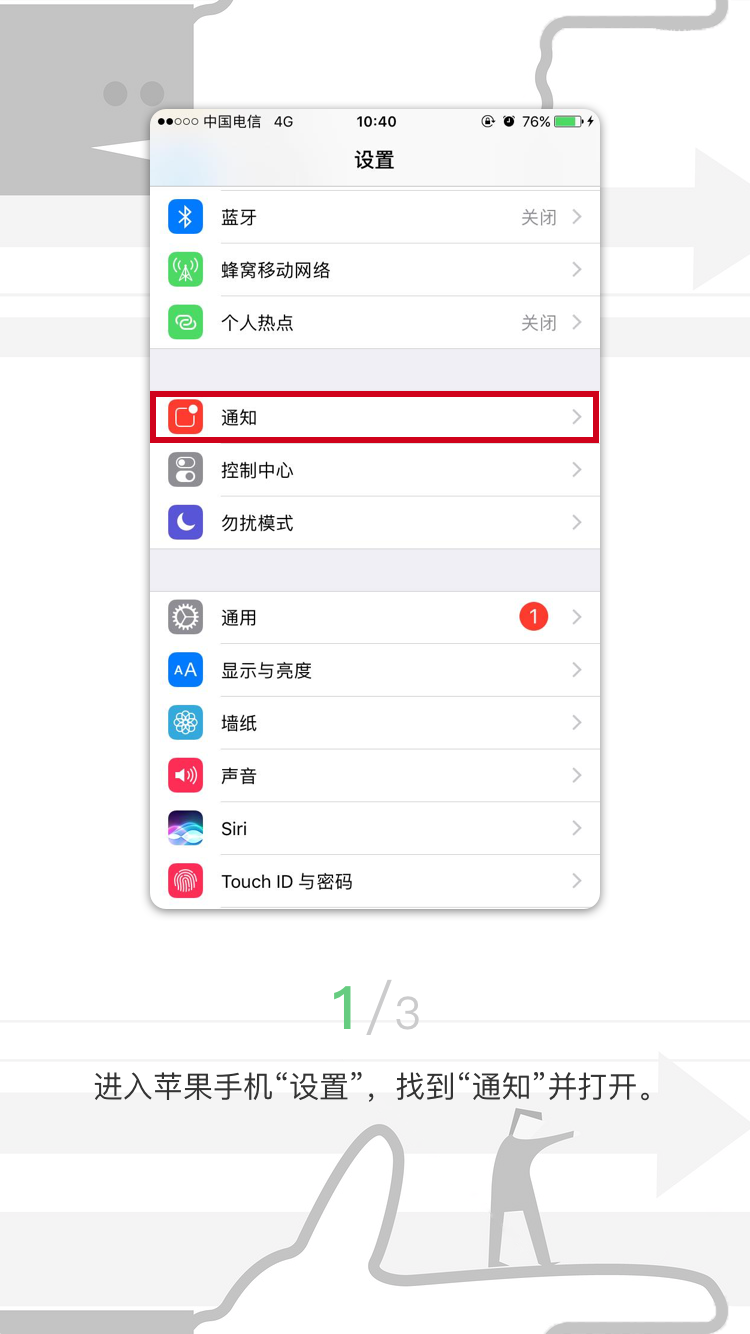 中国电信 4G 10:40 76%
设置
蓝牙 关闭
蜂窝移动网络
个人热点 关闭
通知
控制中心
勿扰模式
通用 1
AA 显示与亮度
墙纸
声音
Siri
Touch ID 与密码
1/3
进入苹果手机“设置”，找到“通知”并打开。